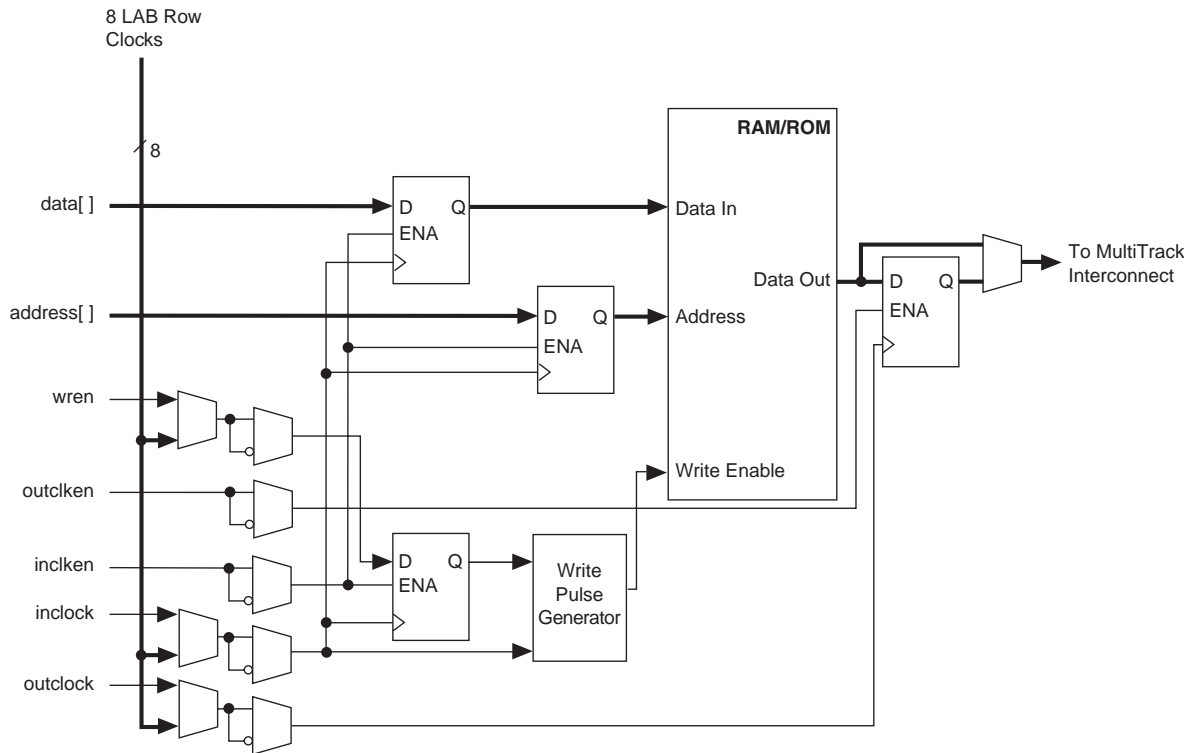 8 LAB Row
Clocks
8
RAM/ROM
data[ ]
D Q
ENA
Data In
Data Out
To MultiTrack
Interconnect
D Q
ENA
address[ ]
D Q
ENA
Address
wren
Write Enable
outclken
inclken
D Q
ENA
Write
Pulse
Generator
inclock
outclock